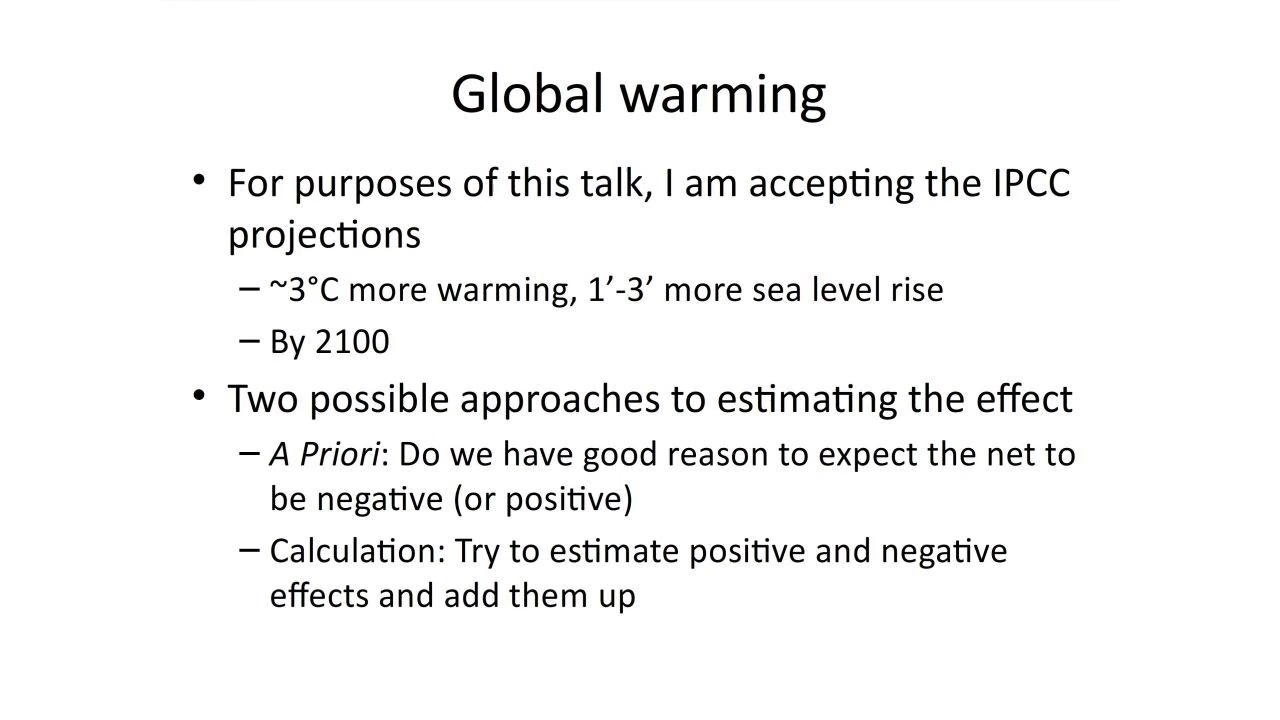 Global warming
• For purposes of this talk, I am accepting the IPCC
projections
– ~3°C more warming, 1’-3’ more sea level rise
– By 2100
• Two possible approaches to estimating the effect
– A Priori: Do we have good reason to expect the net to
be negative (or positive)
– Calculation: Try to estimate positive and negative
effects and add them up